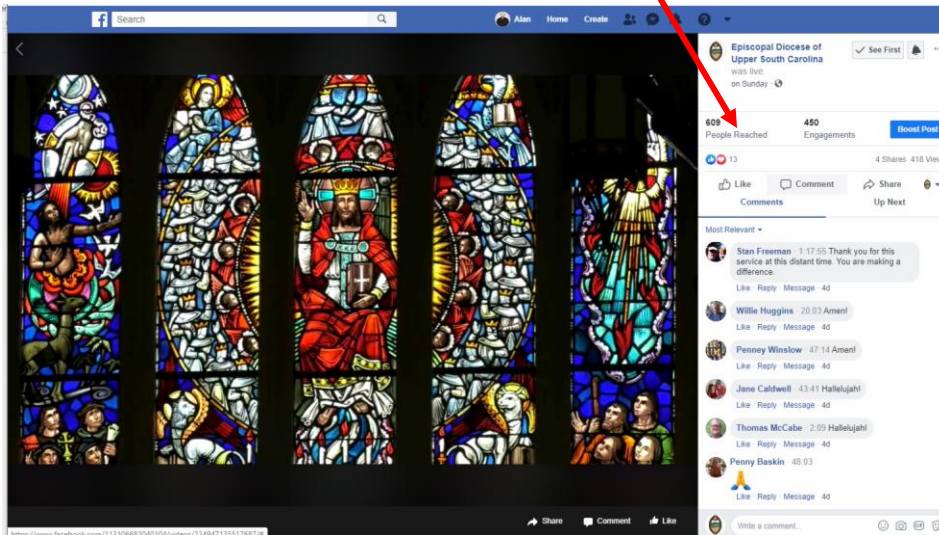 Search
Alan Home Create
Episcopal Diocese of
Upper South Carolina
was live.
on Sunday
See First
609
People Reached
450
Engagements
Boost Post
13
4 Shares 418 View
Like Comment Share
Comments Up Next
Most Relevant
Stan Freeman · 1:17:55 Thank you for this
service at this distant time. You are making a
difference.
Like · Reply · Message · 4d
Willie Huggins · 20:03 Amen!
Like · Reply · Message · 4d
Penney Winslow · 47:14 Amen!
Like · Reply · Message · 4d
Jane Caldwell · 43:41 Hallelujah!
Like · Reply · Message · 4d
Thomas McCabe · 2:09 Hallelujah!
Like · Reply · Message · 4d
Penny Baskin · 48:03
Like · Reply · Message · 4d
Share Comment Like
Write a comment...
GIF